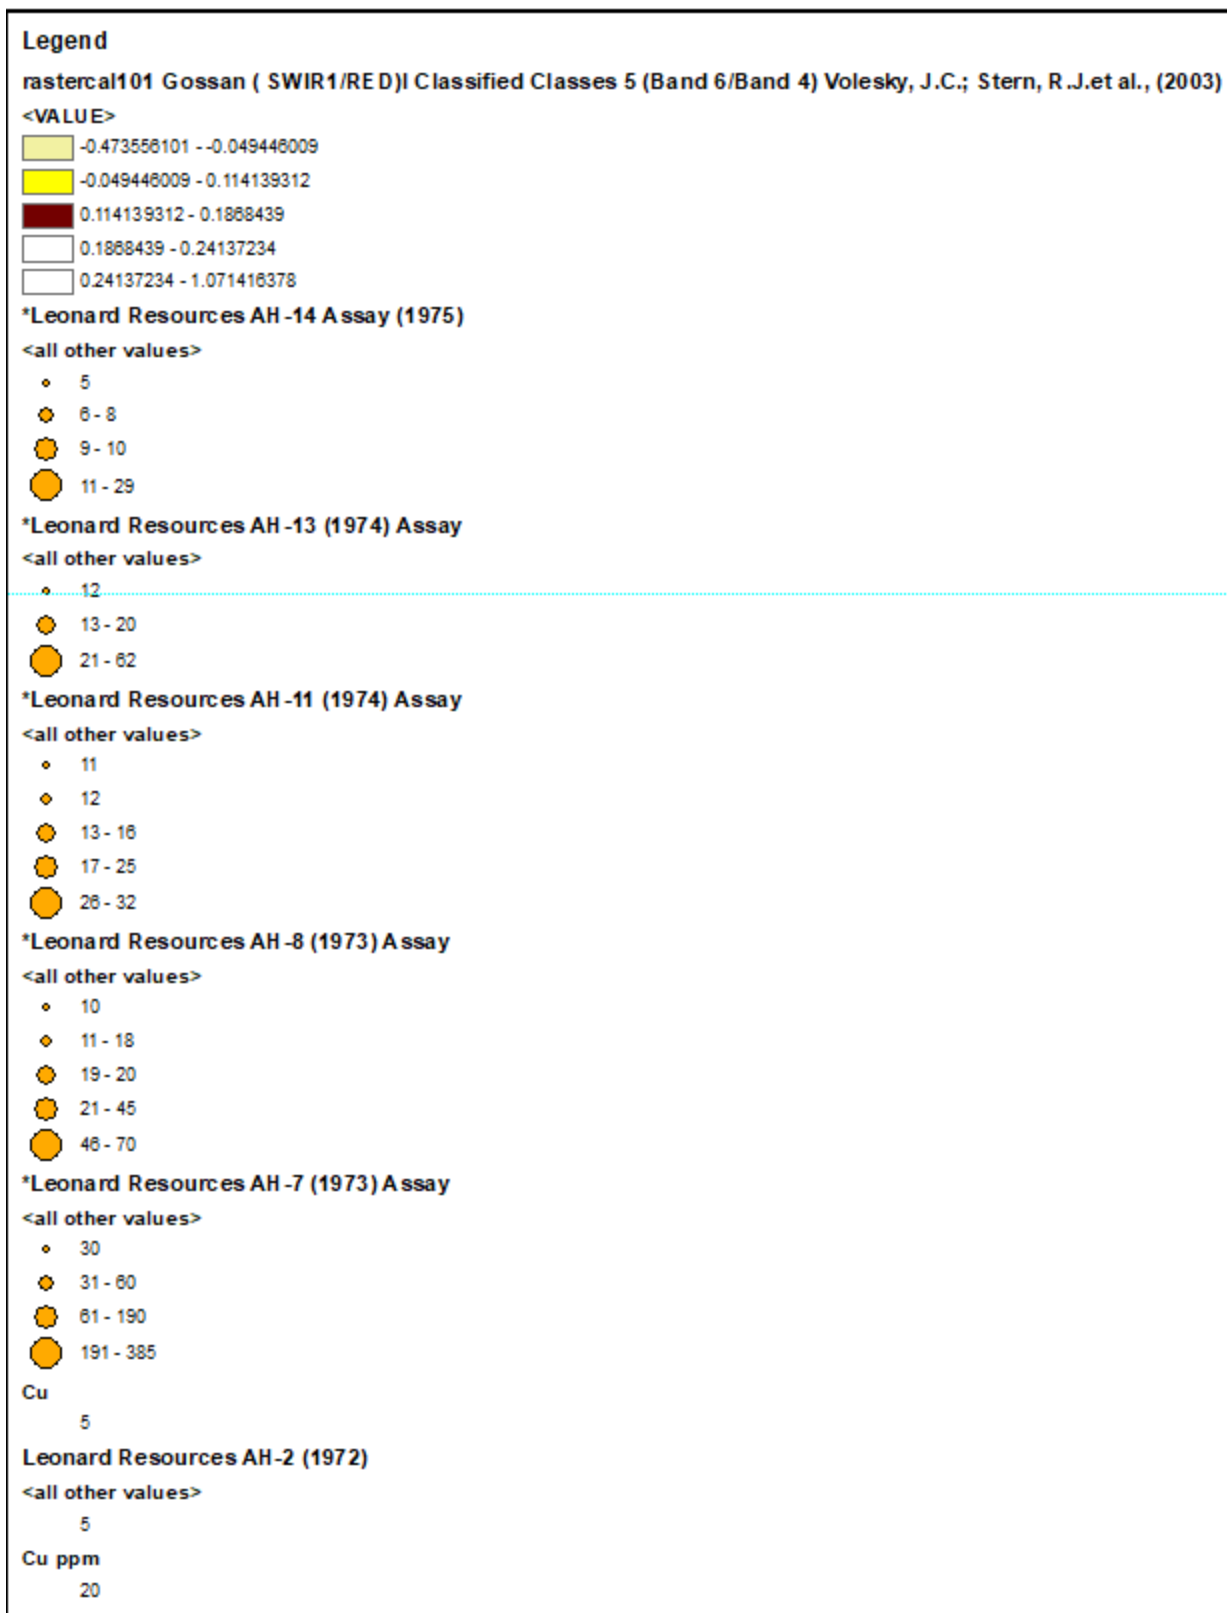 Legend
rastercal101 Gossan ( SWIR1/RED)I Classified Classes 5 (Band 6/Band 4) Volesky, J.C.; Stern, R.J.et al., (2003)
<VALUE>
-0.473556101 - -0.049446009
-0.049446009 - 0.114139312
0.114139312 - 0.1868439
0.1868439 - 0.24137234
0.24137234 - 1.071416378
*Leonard Resources AH-14 Assay (1975)
<all other values>
5
6 - 8
9 - 10
11 - 29
*Leonard Resources AH-13 (1974) Assay
<all other values>
12
13 - 20
21 - 62
*Leonard Resources AH-11 (1974) Assay
<all other values>
11
12
13 - 16
17 - 25
26 - 32
*Leonard Resources AH-8 (1973) Assay
<all other values>
10
11 - 18
19 - 20
21 - 45
46 - 70
*Leonard Resources AH-7 (1973) Assay
<all other values>
30
31 - 60
61 - 190
191 - 385
Cu
5
Leonard Resources AH-2 (1972)
<all other values>
5
Cu ppm
20